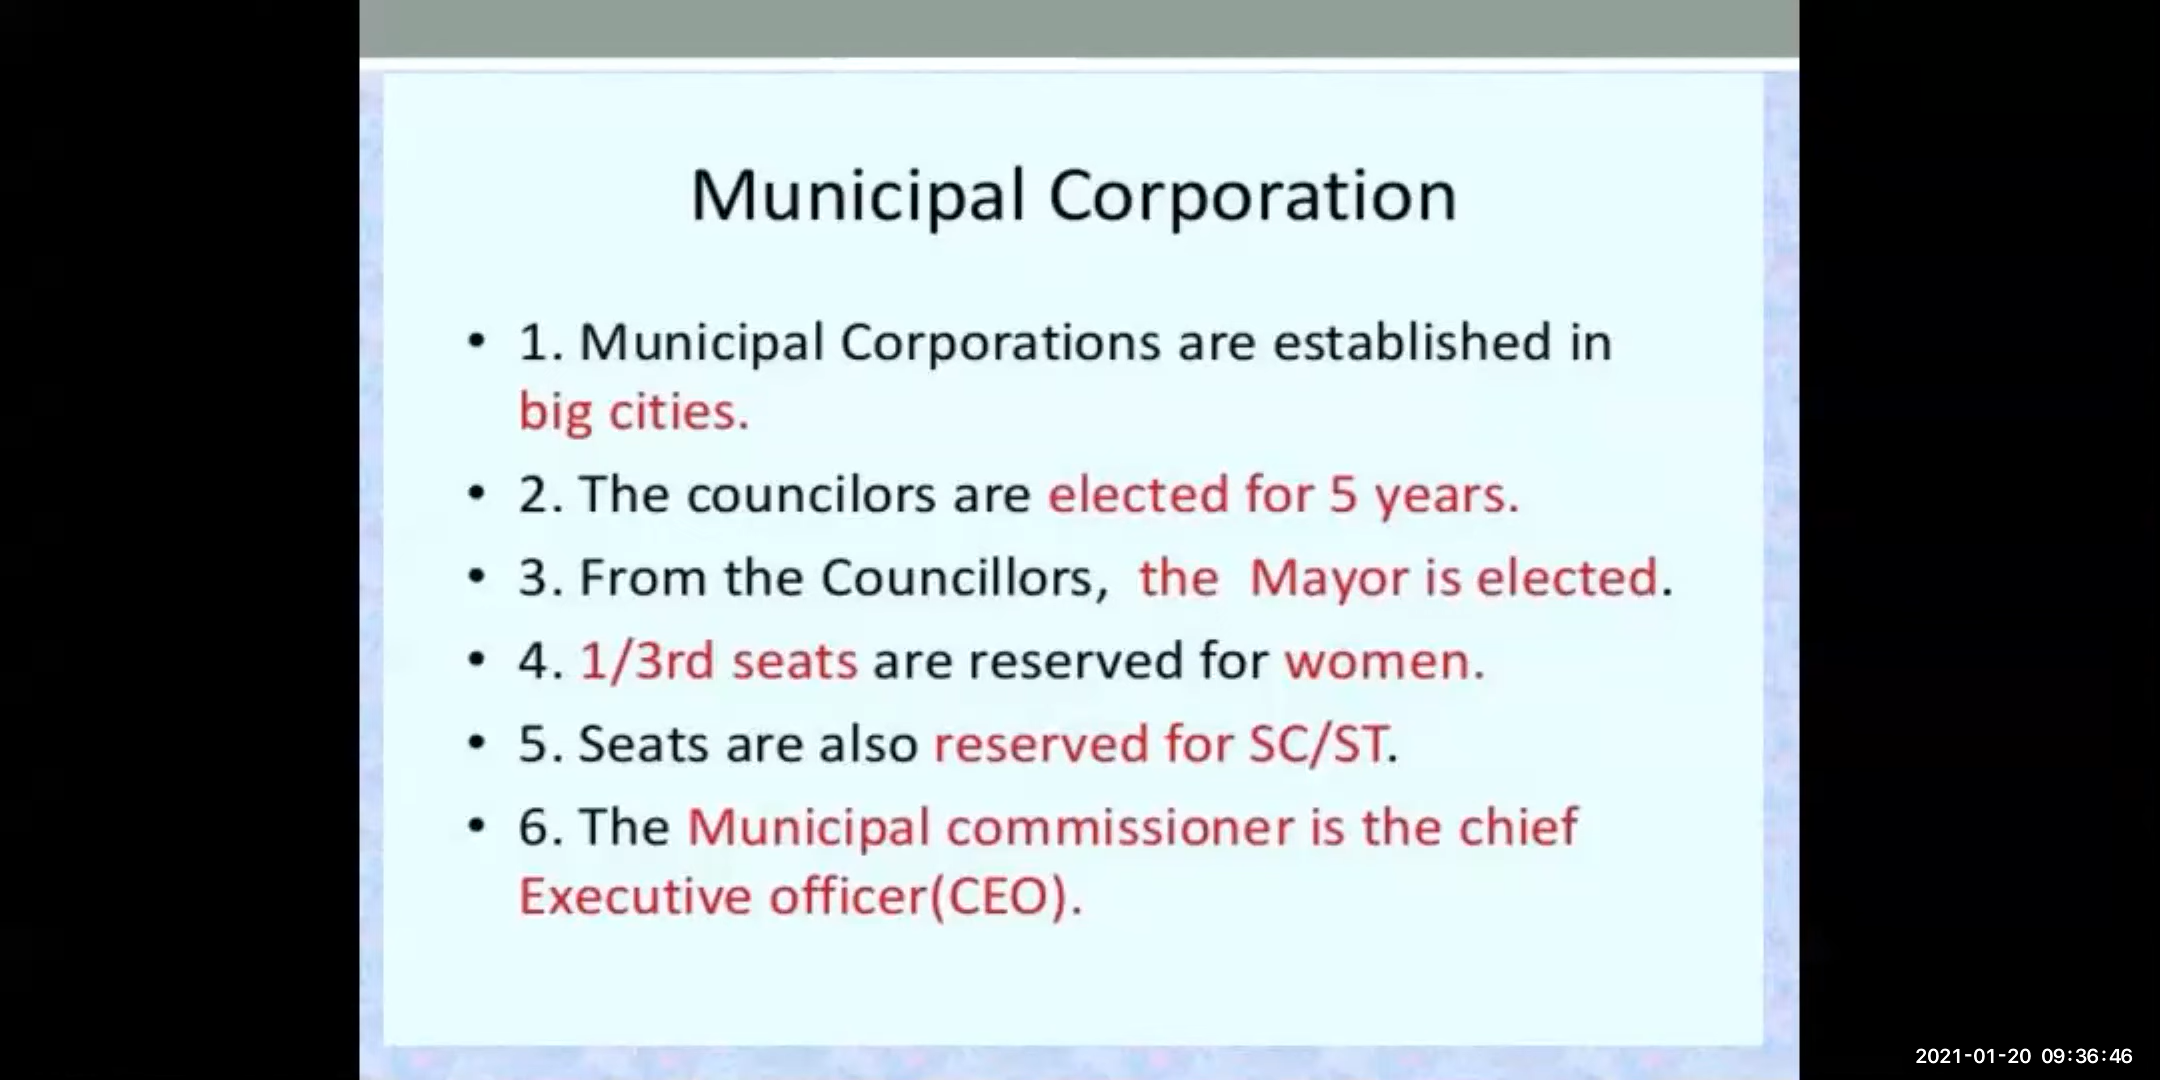 Municipal Corporation
• 1. Municipal Corporations are established in
big cities.
• 2. The councilors are elected for 5 years.
• 3. From the Councillors, the Mayor is elected.
• 4. 1/3rd seats are reserved for women.
• 5. Seats are also reserved for SC/ST.
• 6. The Municipal commissioner is the chief
Executive officer(CEO).
2021-01-20 09:36:46